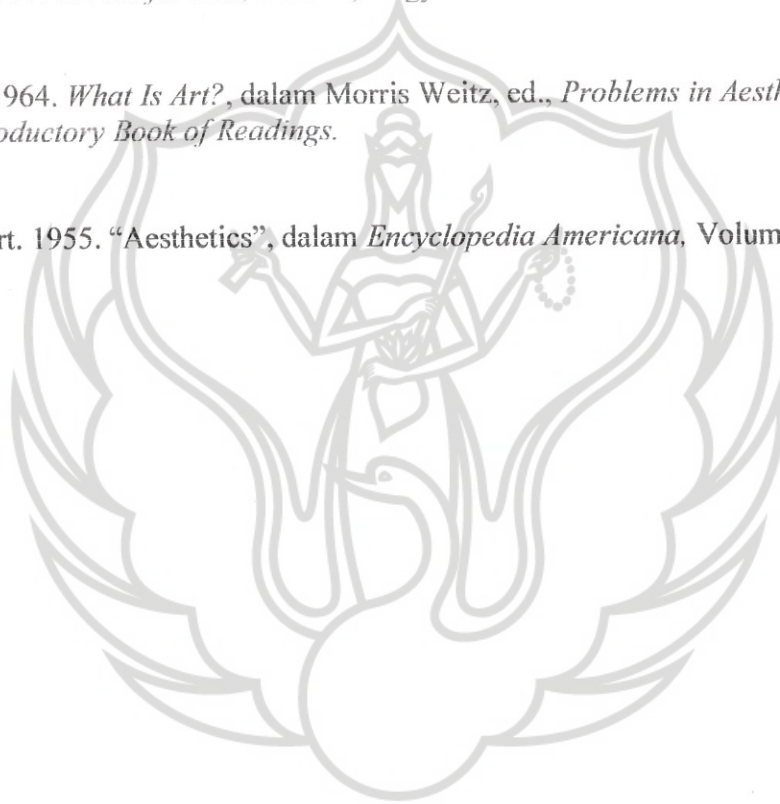 964. What Is Art?, dalam Morris Weitz, ed., Problems in Aesth
oductory Book of Readings.
rt. 1955. “Aesthetics”, dalam Encyclopedia Americana, Volum